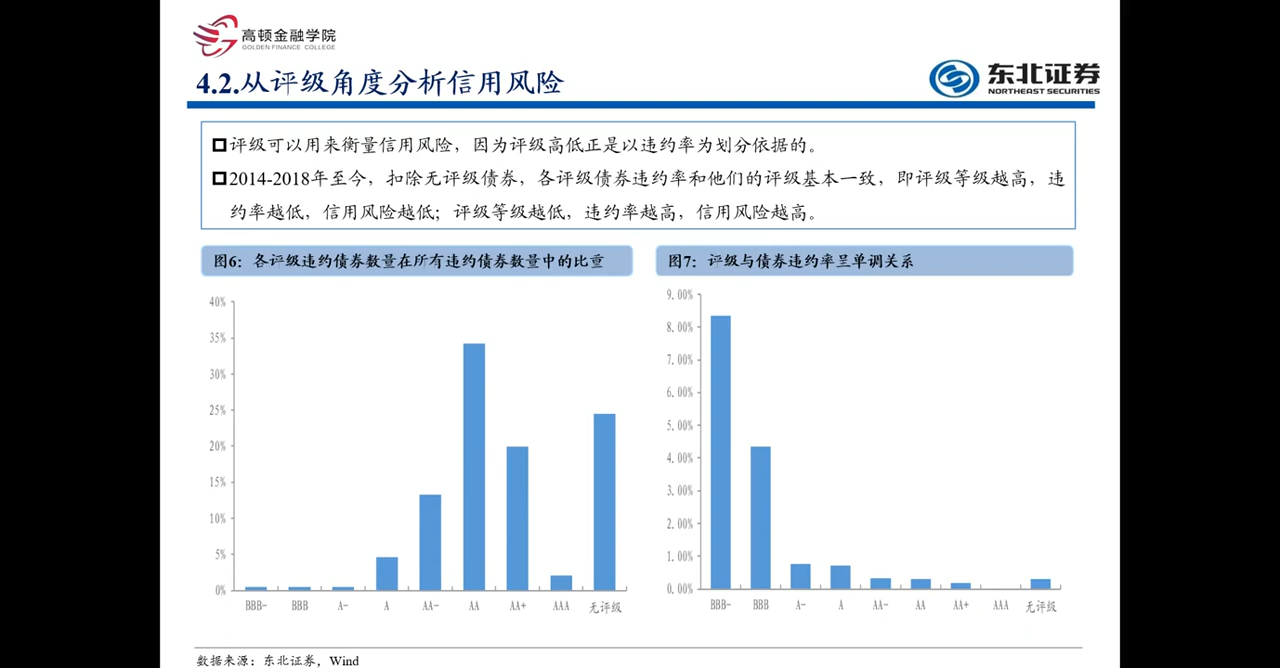 高顿金融学院
GOLDEN FINANCE COLLEGE
4.2.从评级角度分析信用风险
东北证券
NORTHEAST SECURITIES
评级可以用来衡量信用风险，因为评级高低正是以违约率为划分依据的。
2014-2018年至今，扣除无评级债券，各评级债券违约率和他们的评级基本一致，即评级等级越高，违
约率越低，信用风险越低；评级等级越低，违约率越高，信用风险越高。
图6：各评级违约债券数量在所有违约债券数量中的比重
40%
35%
30%
25%
20%
15%
10%
5%
0%
BBB- BBB A- A AA- AA AA+ AAA 无评级
图7：评级与债券违约率呈单调关系
9.00%
8.00%
7.00%
6.00%
5.00%
4.00%
3.00%
2.00%
1.00%
0.00%
BBB- BBB A- A AA- AA AA+ AAA 无评级
数据来源：东北证券，Wind